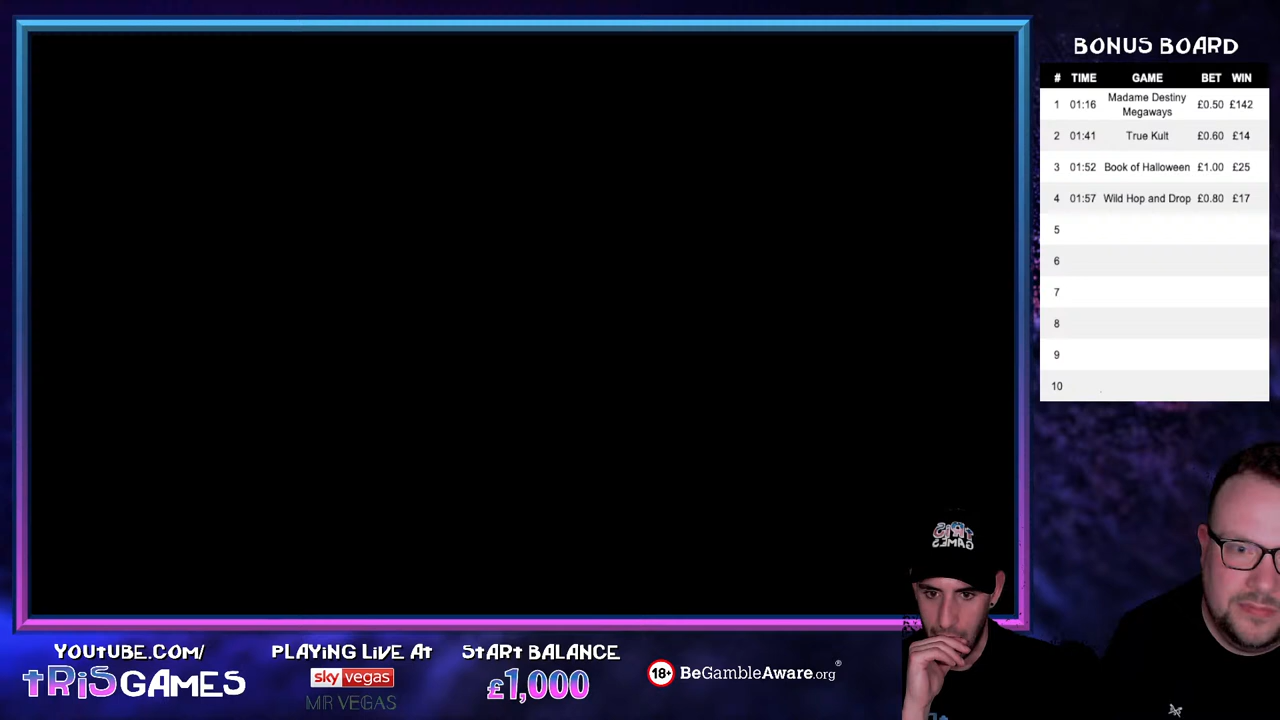 BONUS BOARD
# TIME GAME BET WIN
1 01:16 Madame Destiny Megaways £0.50 £142
2 01:41 True Kult £0.60 £14
3 01:52 Book of Halloween £1.00 £25
4 01:57 Wild Hop and Drop £0.80 £17
5
6
7
8
9
10
TRiS
GAMES
YOUTUBE.COM/
tRiSGAMES
PLAYING LIVE AT
sky vegas
MR VEGAS
START BALANCE
£1,000
18+ BeGambleAware.org®